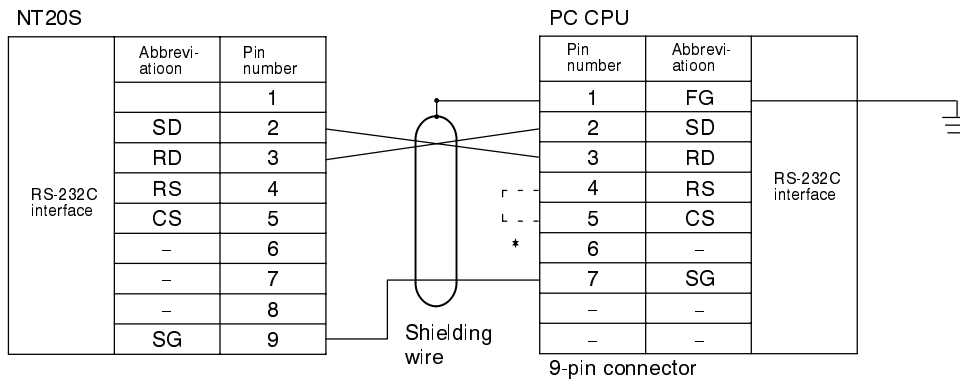 NT20S
PC CPU
Abbrevi-
atioon
Pin
number
Pin
number
Abbrevi-
atioon
1
1
FG
SD
2
2
SD
RD
3
3
RD
RS-232C
interface
RS
4
4
RS
RS-232C
interface
CS
5
5
CS
–
6
*
6
–
–
7
7
SG
–
8
–
–
SG
9
–
–
Shielding
wire
9-pin connector